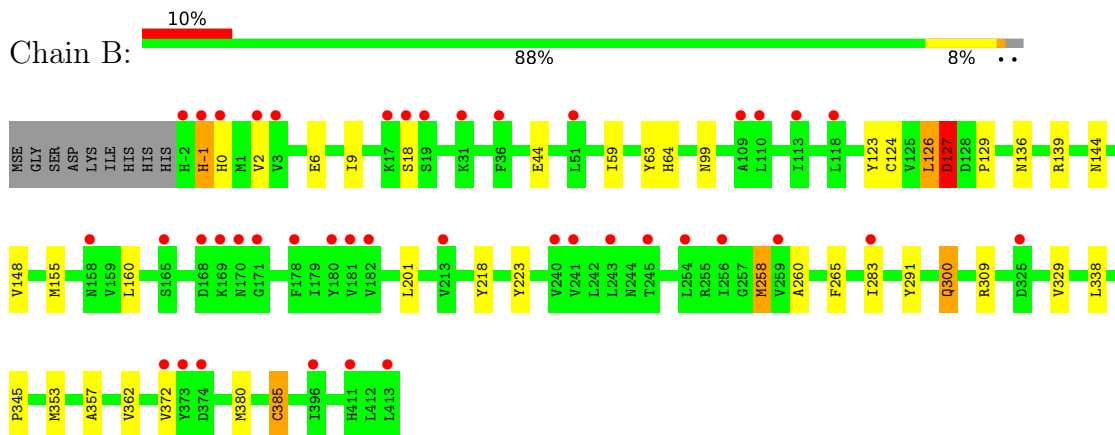 10%
Chain B:
88% 8% • •
MSE GLY SER ASP LYS ILE HIS HIS HIS HIS H-2 H-1 H0 M1 V2 V3 E6 I9 K17 S18 S19 K31 F36 E44 L51 I59 Y63 H64 N99 A109 L110 I113 L118 Y123 C124 V125 L126 D127 D128 P129 N136 R139 N144
V148 M155 N158 V159 L160 S165 D168 K169 N170 G171 F178 I179 Y180 V181 V182 L201 V213 Y218 Y223 V240 V241 L242 L243 N244 T245 L254 R255 I256 G257 M258 V259 A260 F265 I283 Y291 Q300 R309 D325 V329 L338
P345 M353 A357 V362 V372 Y373 D374 M380 C385 I396 H411 L412 L413